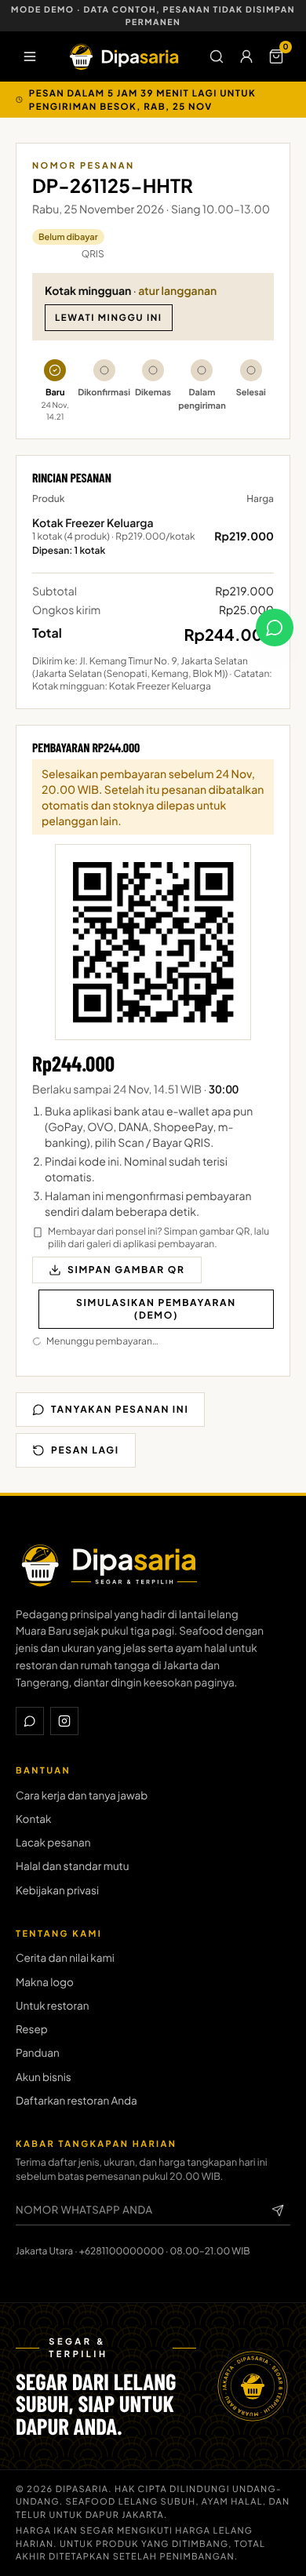 MODE DEMO · DATA CONTOH, PESANAN TIDAK DISIMPAN
PERMANEN
Dipasaria
0
PESAN DALAM 5 JAM 39 MENIT LAGI UNTUK
PENGIRIMAN BESOK, RAB, 25 NOV
NOMOR PESANAN
DP-261125-HHTR
Rabu, 25 November 2026 · Siang 10.00–13.00
Belum dibayar
QRIS
Kotak mingguan · atur langganan
LEWATI MINGGU INI
Baru
24 Nov,
14.21
Dikonfirmasi
Dikemas
Dalam
pengiriman
Selesai
RINCIAN PESANAN
Produk Harga
Kotak Freezer Keluarga
1 kotak (4 produk) · Rp219.000/kotak Rp219.000
Dipesan: 1 kotak
Subtotal Rp219.000
Ongkos kirim Rp25.000
Total Rp244.00
Dikirim ke: Jl. Kemang Timur No. 9, Jakarta Selatan
(Jakarta Selatan (Senopati, Kemang, Blok M)) · Catatan:
Kotak mingguan: Kotak Freezer Keluarga
PEMBAYARAN RP244.000
Selesaikan pembayaran sebelum 24 Nov,
20.00 WIB. Setelah itu pesanan dibatalkan
otomatis dan stoknya dilepas untuk
pelanggan lain.
Rp244.000
Berlaku sampai 24 Nov, 14.51 WIB · 30:00
1. Buka aplikasi bank atau e-wallet apa pun
(GoPay, OVO, DANA, ShopeePay, m-
banking), pilih Scan / Bayar QRIS.
2. Pindai kode ini. Nominal sudah terisi
otomatis.
3. Halaman ini mengonfirmasi pembayaran
sendiri dalam beberapa detik.
Membayar dari ponsel ini? Simpan gambar QR, lalu
pilih dari galeri di aplikasi pembayaran.
SIMPAN GAMBAR QR
SIMULASIKAN PEMBAYARAN
(DEMO)
Menunggu pembayaran…
TANYAKAN PESANAN INI
PESAN LAGI
Dipasaria
SEGAR & TERPILIH
Pedagang prinsipal yang hadir di lantai lelang
Muara Baru sejak pukul tiga pagi. Seafood dengan
jenis dan ukuran yang jelas serta ayam halal untuk
restoran dan rumah tangga di Jakarta dan
Tangerang, diantar dingin keesokan paginya.
BANTUAN
Cara kerja dan tanya jawab
Kontak
Lacak pesanan
Halal dan standar mutu
Kebijakan privasi
TENTANG KAMI
Cerita dan nilai kami
Makna logo
Untuk restoran
Resep
Panduan
Akun bisnis
Daftarkan restoran Anda
KABAR TANGKAPAN HARIAN
Terima daftar jenis, ukuran, dan harga tangkapan hari ini
sebelum batas pemesanan pukul 20.00 WIB.
NOMOR WHATSAPP ANDA
Jakarta Utara · +6281100000000 · 08.00–21.00 WIB
SEGAR &
TERPILIH
SEGAR DARI LELANG
SUBUH, SIAP UNTUK
DAPUR ANDA.
© 2026 DIPASARIA. HAK CIPTA DILINDUNGI UNDANG-
UNDANG. SEAFOOD LELANG SUBUH, AYAM HALAL, DAN
TELUR UNTUK DAPUR JAKARTA.
HARGA IKAN SEGAR MENGIKUTI HARGA LELANG
HARIAN. UNTUK PRODUK YANG DITIMBANG, TOTAL
AKHIR DITETAPKAN SETELAH PENIMBANGAN.